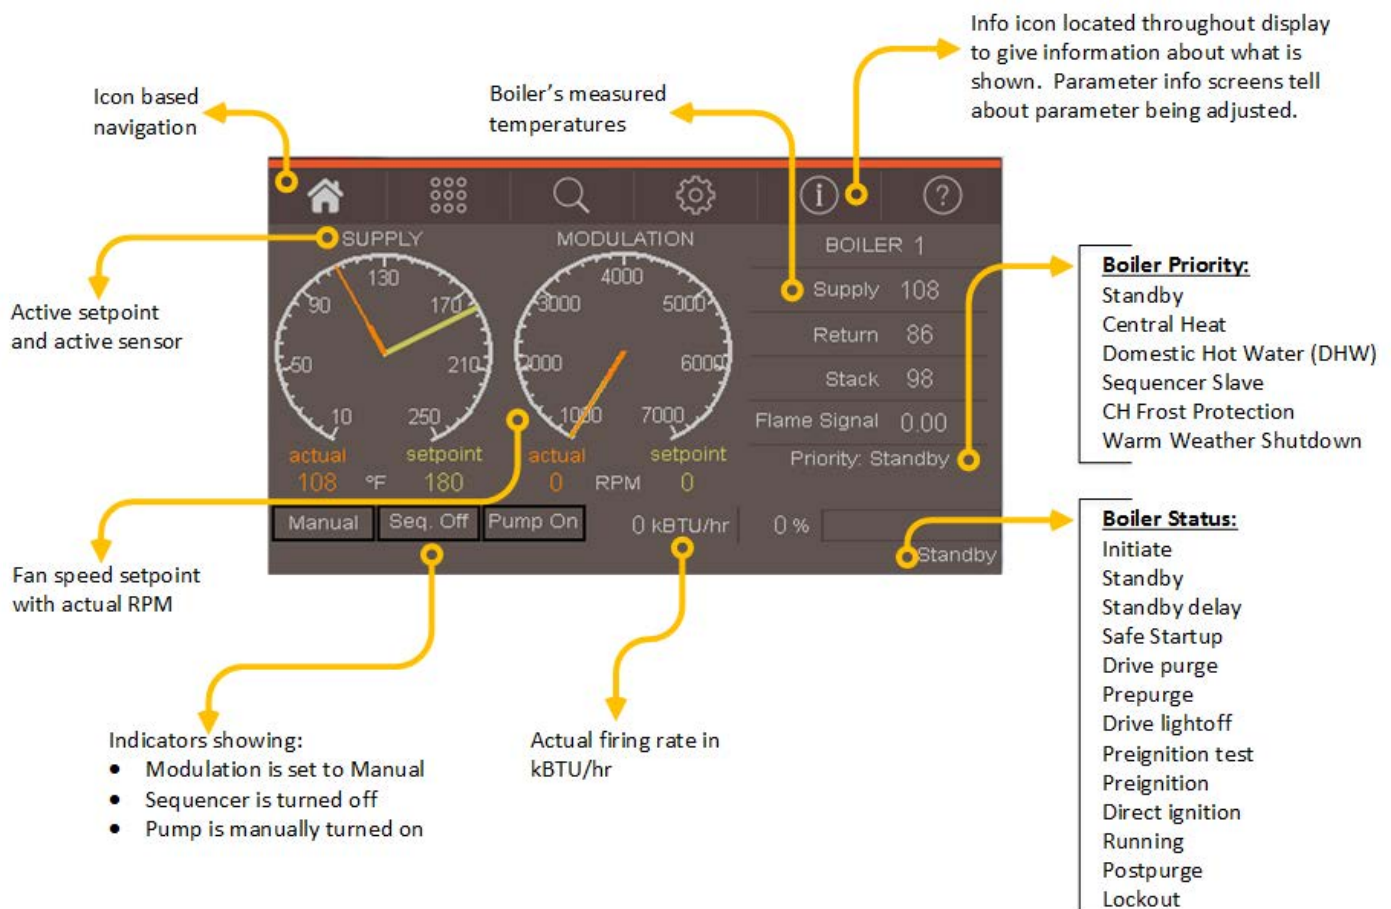 Info icon located throughout display
to give information about what is
shown. Parameter info screens tell
about parameter being adjusted.
Icon based
navigation
Boiler's measured
temperatures
SUPPLY
MODULATION
BOILER 1
Supply 108
Return 86
Stack 98
Flame Signal 0.00
Priority: Standby
10
50
90
130
170
210
250
1000
2000
3000
4000
5000
6000
7000
actual
setpoint
108 °F 180
actual
setpoint
0 RPM 0
Manual
Seq. Off
Pump On
0 kBTU/hr
0 %
Standby
Active setpoint
and active sensor
Fan speed setpoint
with actual RPM
Indicators showing:
• Modulation is set to Manual
• Sequencer is turned off
• Pump is manually turned on
Actual firing rate in
kBTU/hr
Boiler Priority:
Standby
Central Heat
Domestic Hot Water (DHW)
Sequencer Slave
CH Frost Protection
Warm Weather Shutdown
Boiler Status:
Initiate
Standby
Standby delay
Safe Startup
Drive purge
Prepurge
Drive lightoff
Preignition test
Preignition
Direct ignition
Running
Postpurge
Lockout